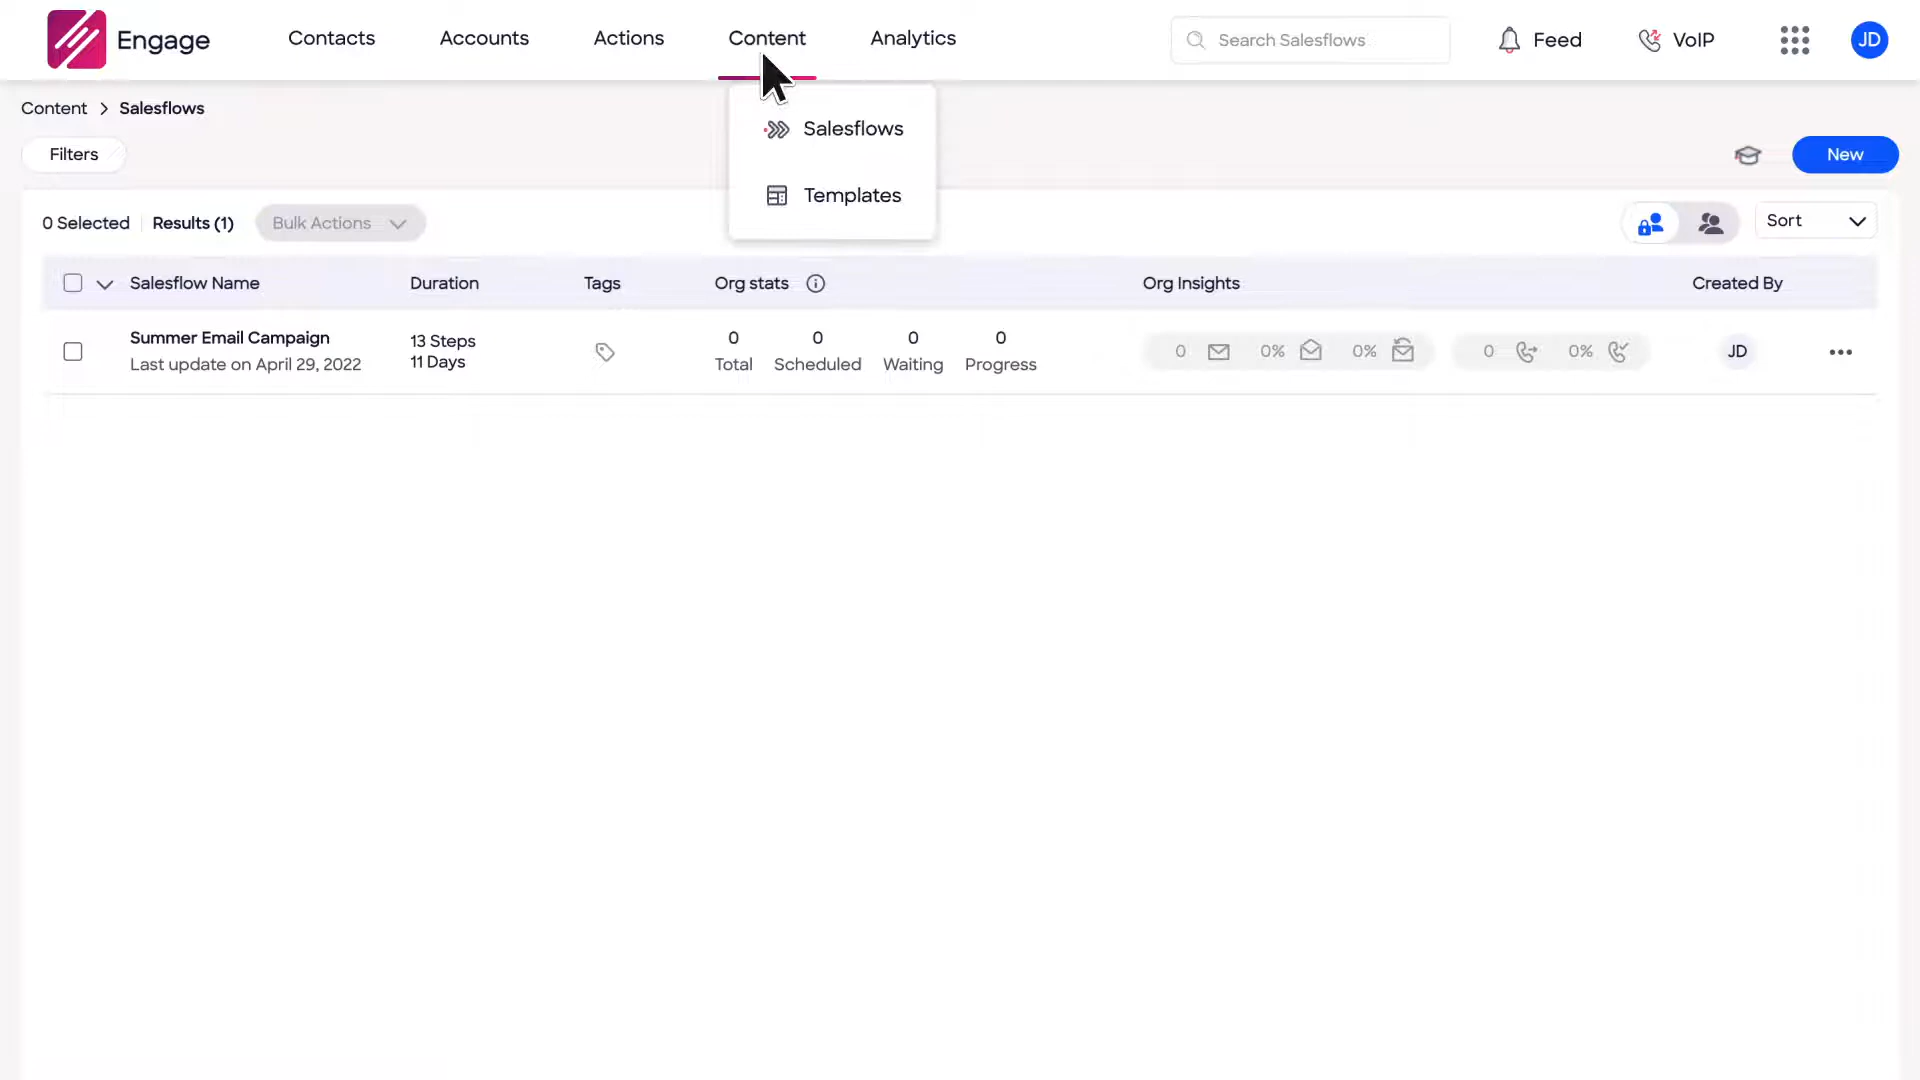 Engage Contacts Accounts Actions Content Analytics Search Salesflows Feed VoIP JD
Content > Salesflows
Salesflows
Filters
New
Templates
0 Selected Results (1) Bulk Actions Sort
Salesflow Name Duration Tags Org stats Org Insights Created By
Summer Email Campaign
Last update on April 29, 2022
13 Steps
11 Days
0 0 0 0
Total Scheduled Waiting Progress
0 0% 0% 0 0% JD